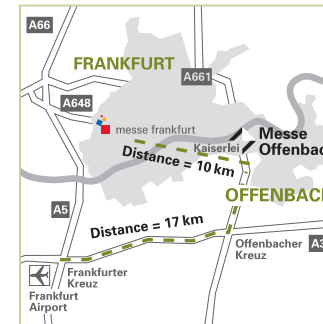 A66
FRANKFURT
A661
A648
messe frankfurt
Kaiserlei
Messe
Offenbac
Distance = 10 km
OFFENBACH
A5
Distance = 17 km
Offenbacher
Kreuz
A3
Frankfurter
Kreuz
Frankfurt
Airport